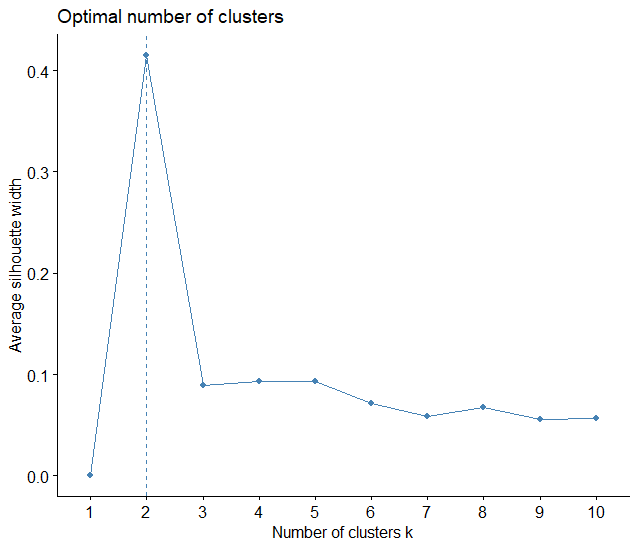 Optimal number of clusters
Average silhouette width
0.4
0.3
0.2
0.1
0.0
1 2 3 4 5 6 7 8 9 10
Number of clusters k